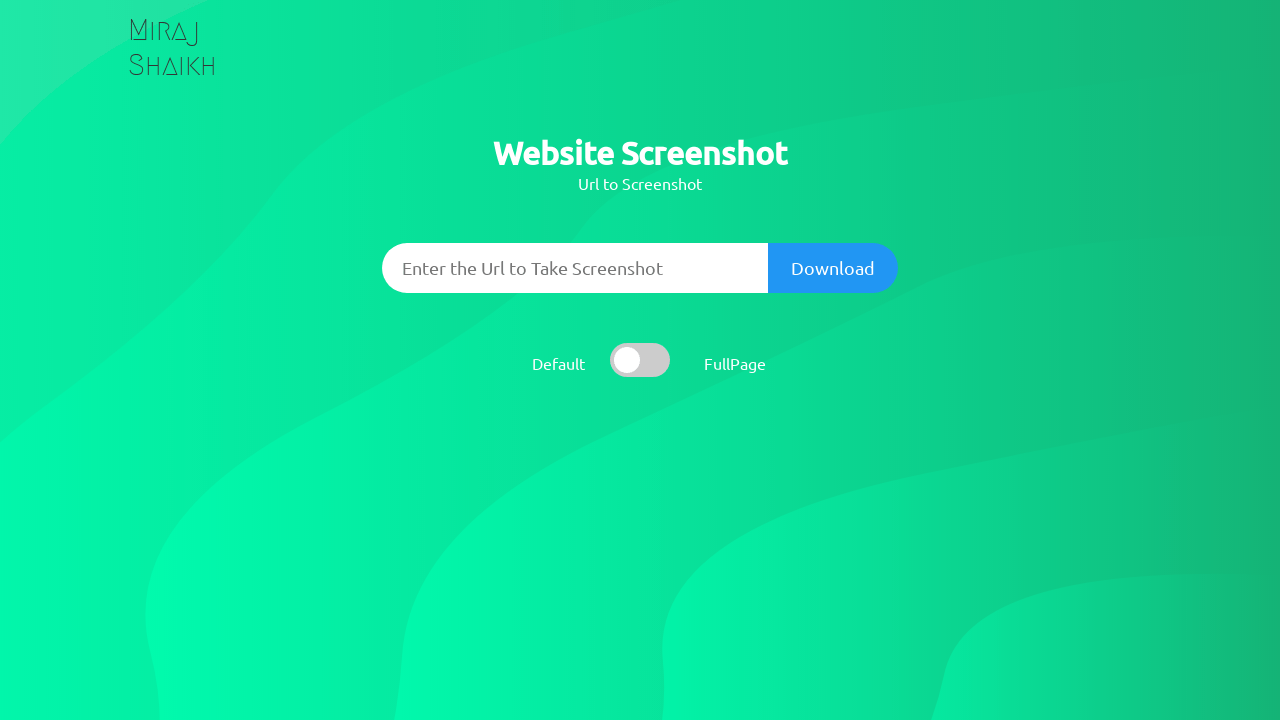 Miraj
Shaikh
Website Screenshot
Url to Screenshot
Enter the Url to Take Screenshot
Download
Default
FullPage